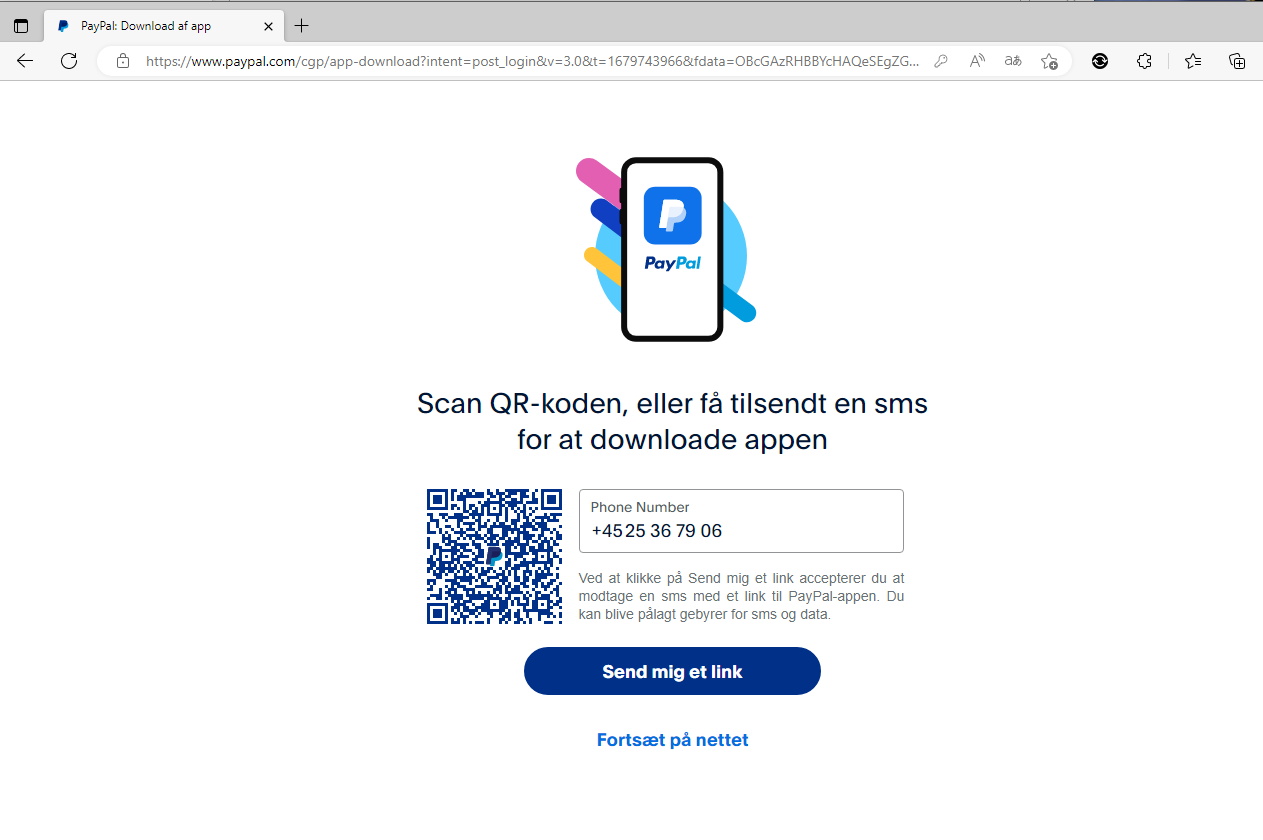 PayPal: Download af app
https://www.paypal.com/cgp/app-download?intent=post_login&v=3.0&t=1679743966&fdata=OBcGAzRHBBYcHAQeSEgZG...
PayPal
Scan QR-koden, eller få tilsendt en sms
for at downloade appen
Phone Number
+45 25 36 79 06
Ved at klikke på Send mig et link accepterer du at
modtage en sms med et link til PayPal-appen. Du
kan blive pålagt gebyrer for sms og data.
Send mig et link
Fortsæt på nettet